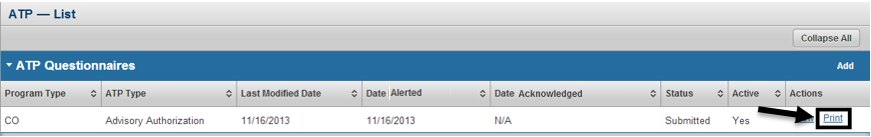 ATP — List
Collapse All
ATP Questionnaires Add
Program Type ATP Type Last Modified Date Date Alerted Date Acknowledged Status Active Actions
CO Advisory Authorization 11/16/2013 11/16/2013 N/A Submitted Yes Print